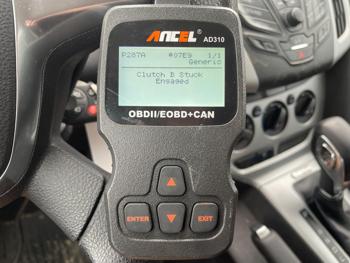 ANCEL
AD310
P287A $07E9 1/1
Generic
Clutch B Stuck
Engaged
OBDII/EOBD+CAN
ENTER
EXIT